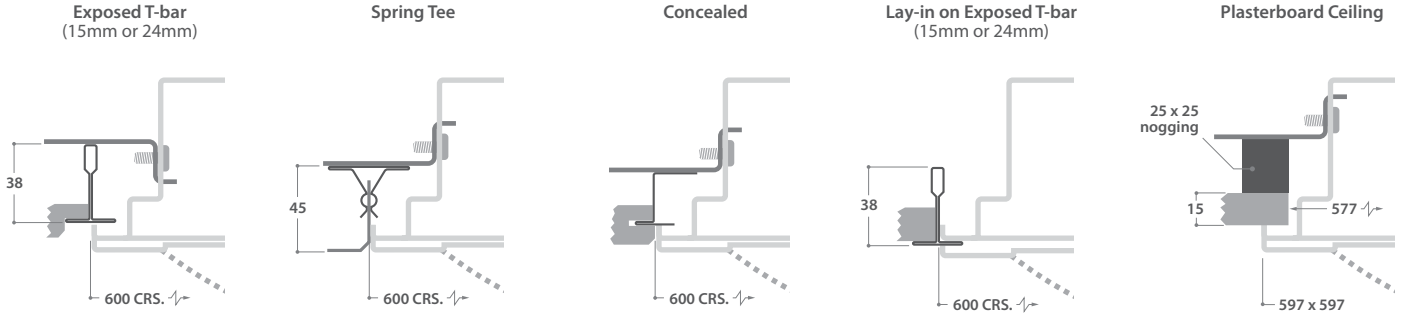 Exposed T-bar
(15mm or 24mm)
38
600 CRS.
Spring Tee
45
600 CRS.
Concealed
600 CRS.
Lay-in on Exposed T-bar
(15mm or 24mm)
38
600 CRS.
Plasterboard Ceiling
25 x 25
nogging
15
577
597 x 597